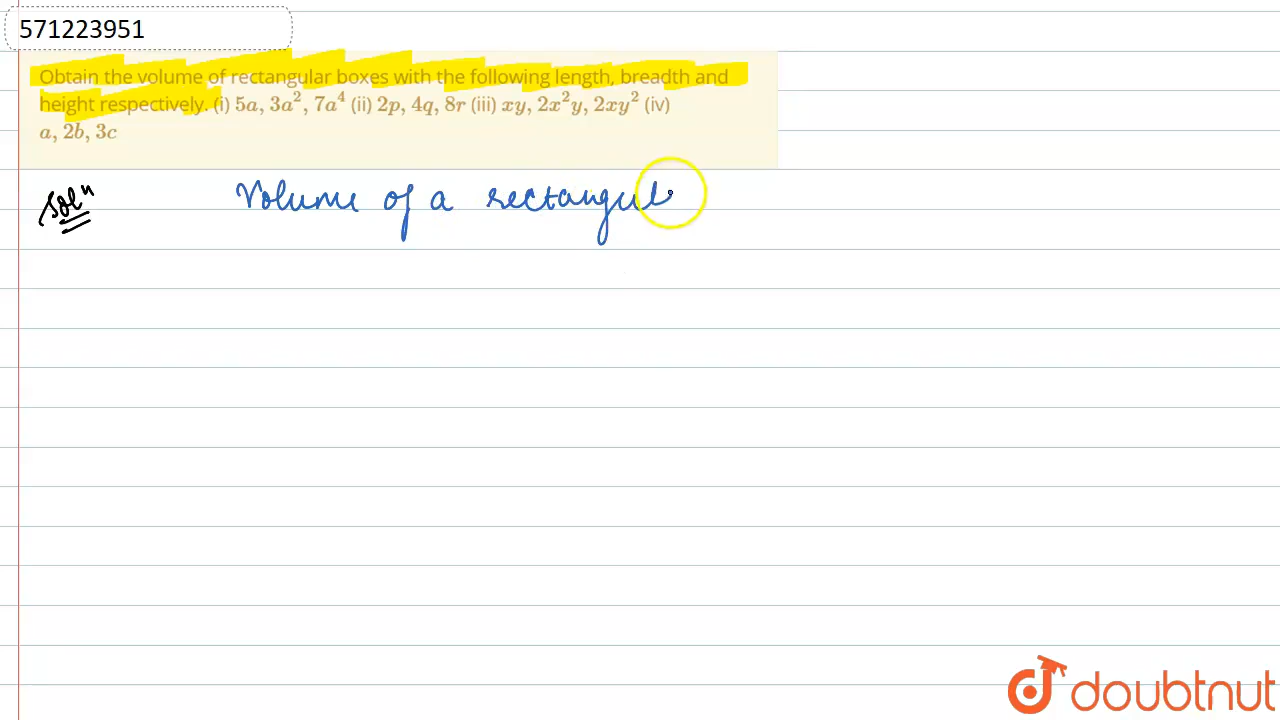 571223951
Obtain the volume of rectangular boxes with the following length, breadth and
height respectively. (i) 5a, 3a², 7a⁴ (ii) 2p, 4q, 8r (iii) xy, 2x²y, 2xy² (iv)
a, 2b, 3c
Solⁿ Volume of a rectangul
doubtnut